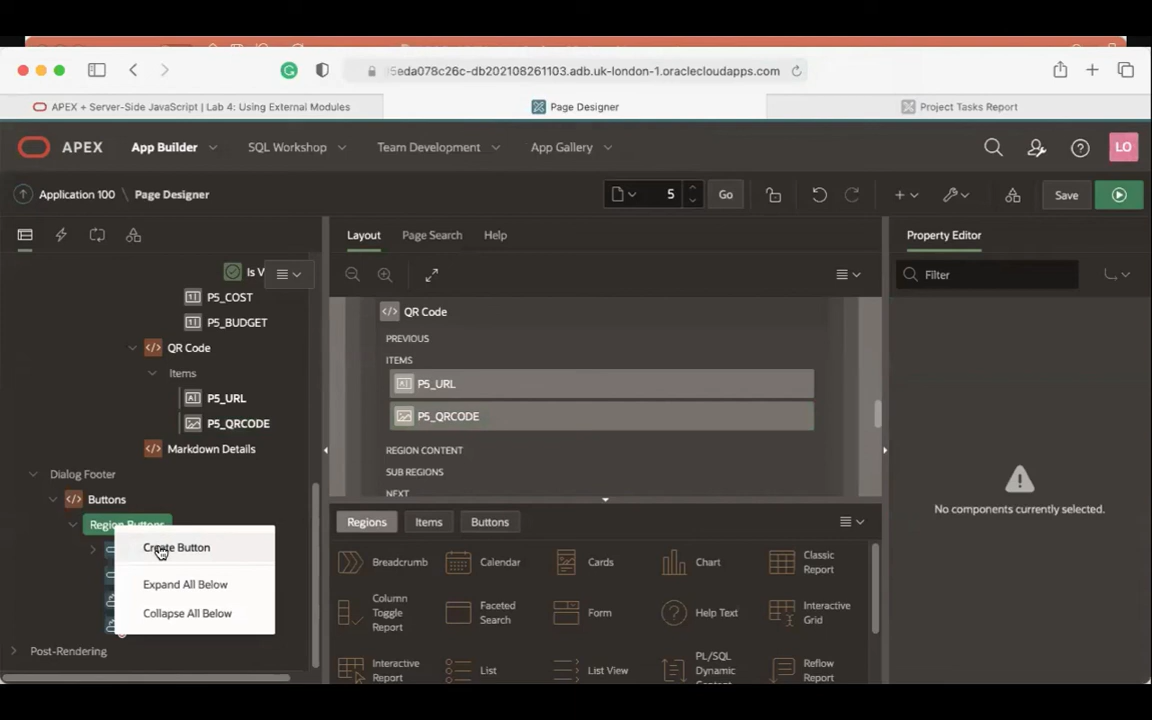 5eda078c26c-db202108261103.adb.uk-london-1.oraclecloudapps.com
APEX + Server-Side JavaScript | Lab 4: Using External Modules
Page Designer
Project Tasks Report
APEX
App Builder
SQL Workshop
Team Development
App Gallery
LO
Application 100 \ Page Designer
5
Go
Save
Layout
Page Search
Help
Property Editor
Filter
Is V
P5_COST
P5_BUDGET
QR Code
Items
P5_URL
P5_QRCODE
Markdown Details
Dialog Footer
Buttons
Region Buttons
Create Button
Expand All Below
Collapse All Below
Post-Rendering
QR Code
PREVIOUS
ITEMS
P5_URL
P5_QRCODE
REGION CONTENT
SUB REGIONS
NEXT
Regions
Items
Buttons
Breadcrumb
Calendar
Cards
Chart
Classic
Report
Column
Toggle
Report
Faceted
Search
Form
Help Text
Interactive
Grid
Interactive
Report
List
List View
PL/SQL
Dynamic
Reflow
Report
No components currently selected.